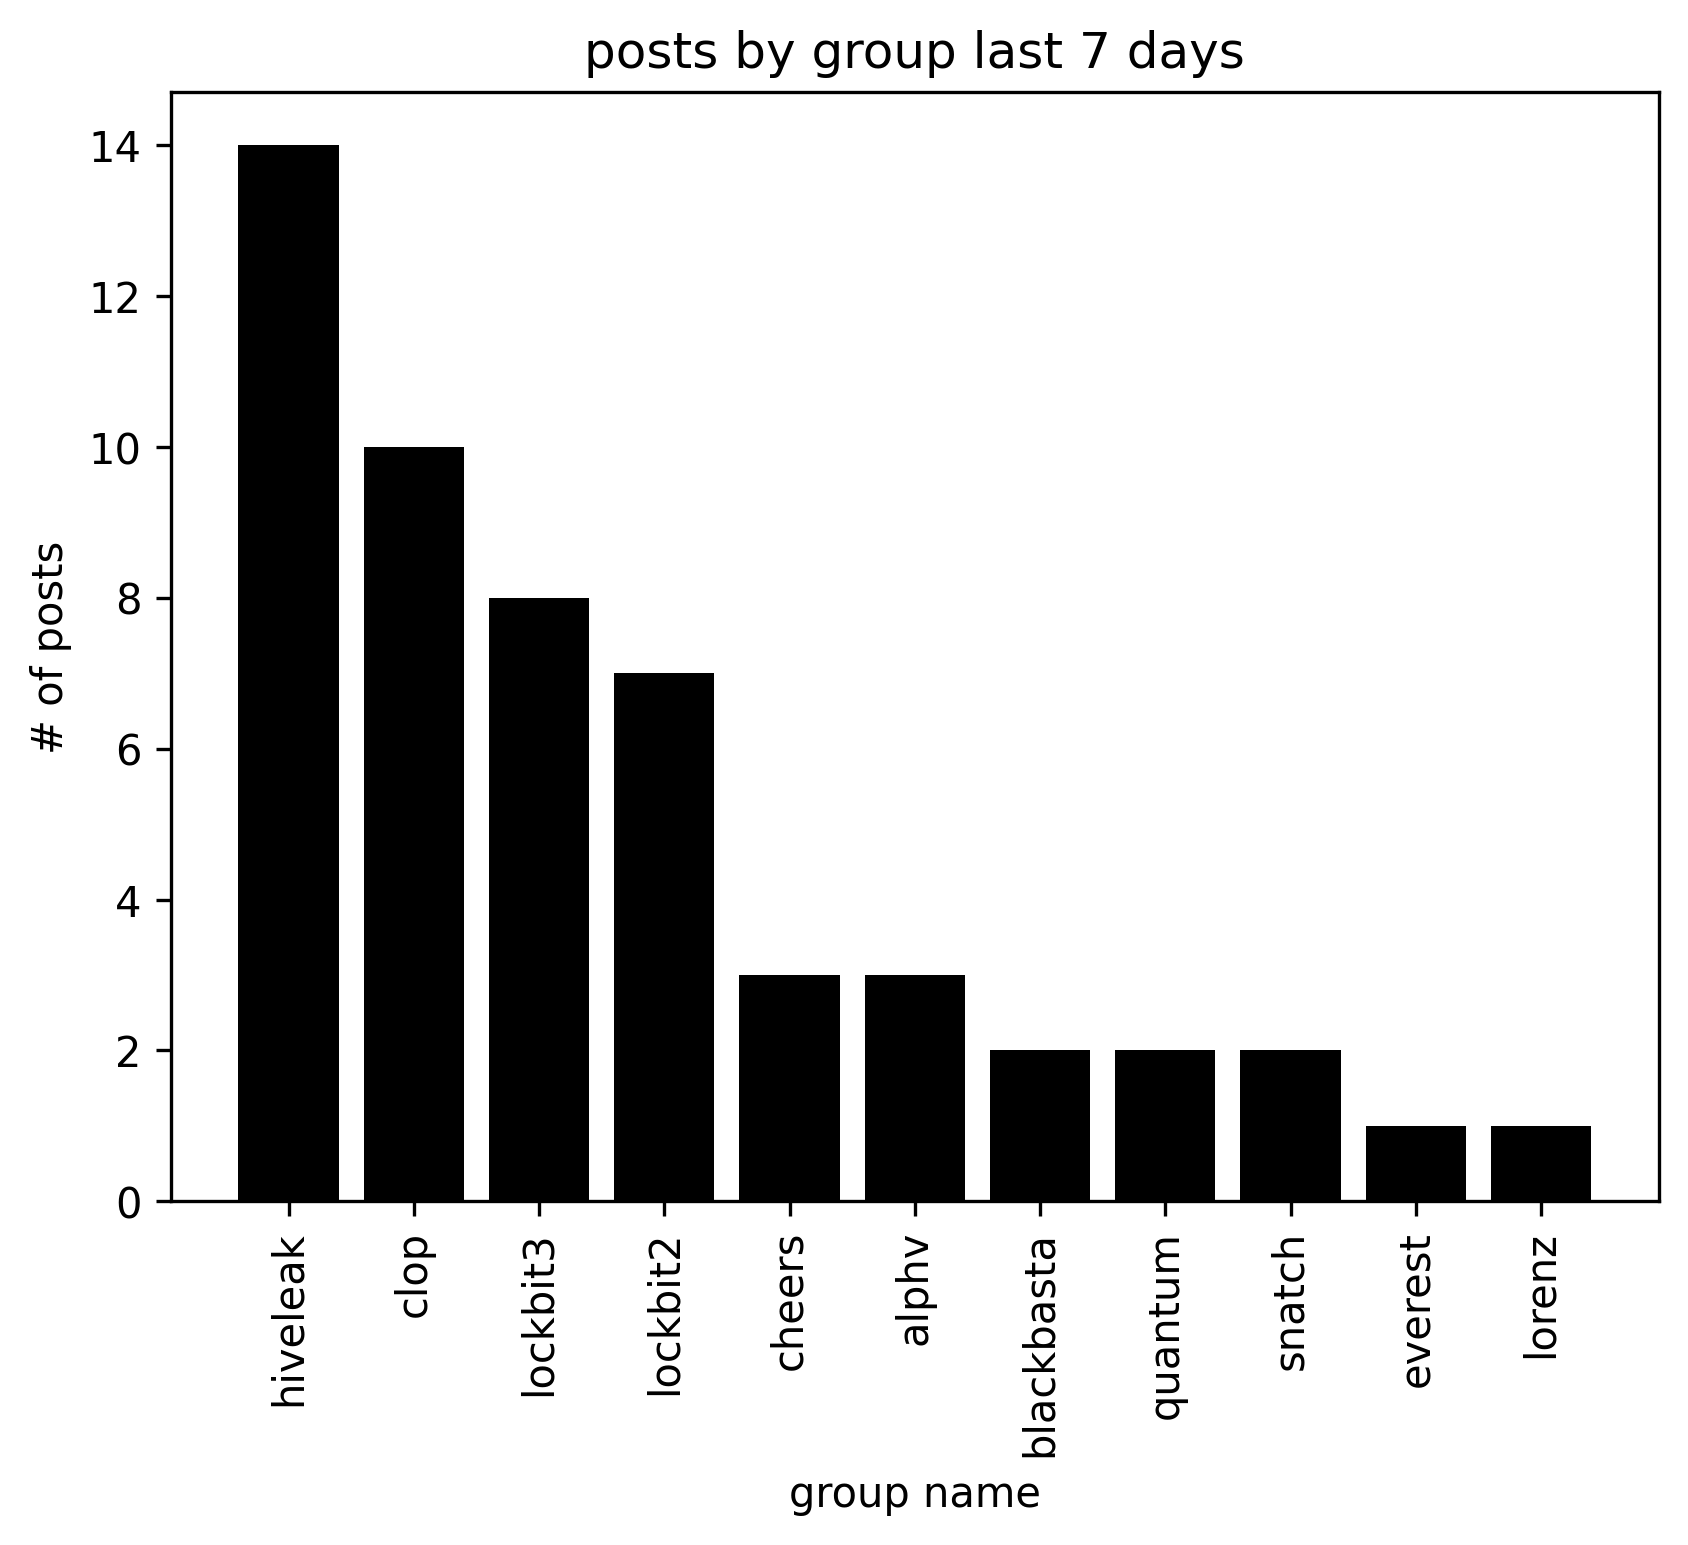 posts by group last 7 days
# of posts
14
12
10
8
6
4
2
0
hiveleak
clop
lockbit3
lockbit2
cheers
alphv
blackbasta
quantum
snatch
everest
lorenz
group name